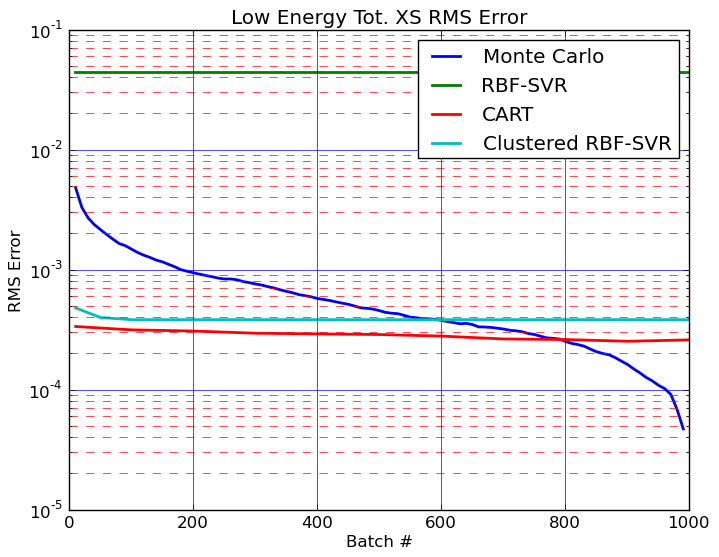 Low Energy Tot. XS RMS Error
Monte Carlo
RBF-SVR
CART
Clustered RBF-SVR
RMS Error
10^-1
10^-2
10^-3
10^-4
10^-5
0 200 400 600 800 1000
Batch #